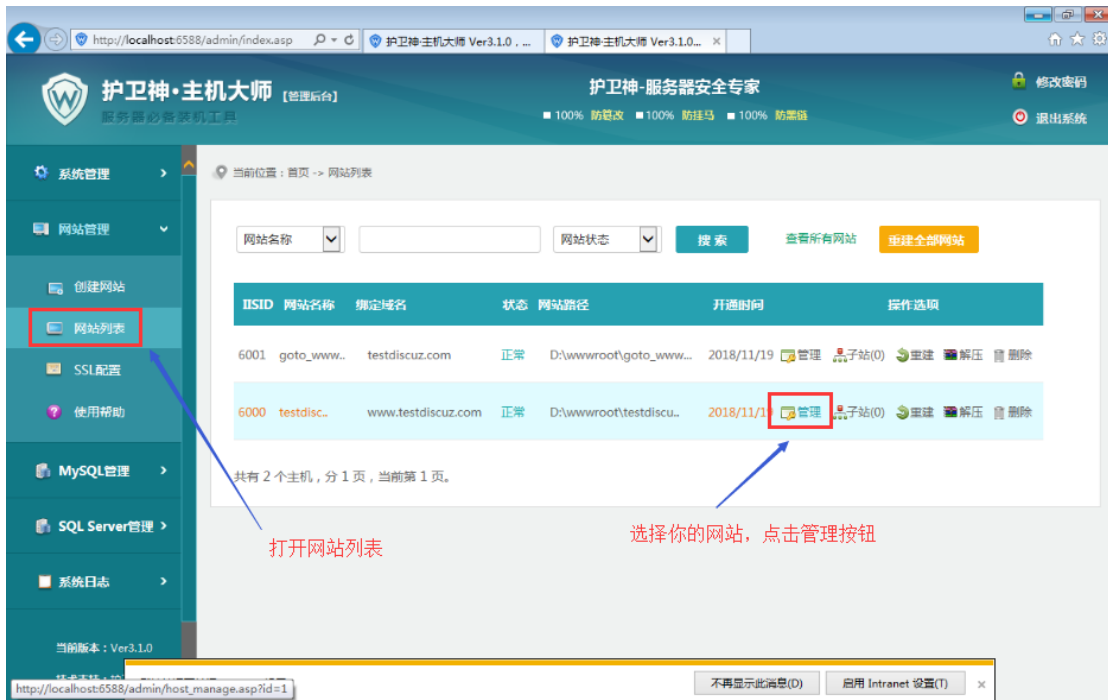 http://localhost:6588/admin/index.asp
护卫神·主机大师 Ver3.1.0 , ...
护卫神·主机大师 Ver3.1.0...
护卫神·主机大师 [管理后台]
服务器必备装机工具
护卫神-服务器安全专家
100% 防篡改 100% 防挂马 100% 防黑链
修改密码
退出系统
系统管理
网站管理
创建网站
网站列表
SSL配置
使用帮助
MySQL管理
SQL Server管理
系统日志
当前版本：Ver3.1.0
当前位置：首页 -> 网站列表
网站名称 网站状态 搜 索 查看所有网站 重建全部网站
IISID 网站名称 绑定域名 状态 网站路径 开通时间 操作选项
6001 goto_www.. testdiscuz.com 正常 D:\wwwroot\goto_www... 2018/11/19 管理 子站(0) 重建 解压 删除
6000 testdisc.. www.testdiscuz.com 正常 D:\wwwroot\testdiscu.. 2018/11/19 管理 子站(0) 重建 解压 删除
共有 2 个主机，分 1 页，当前第 1 页。
打开网站列表
选择你的网站，点击管理按钮
不再显示此消息(D)
启用 Intranet 设置(T)
http://localhost:6588/admin/host_manage.asp?id=1